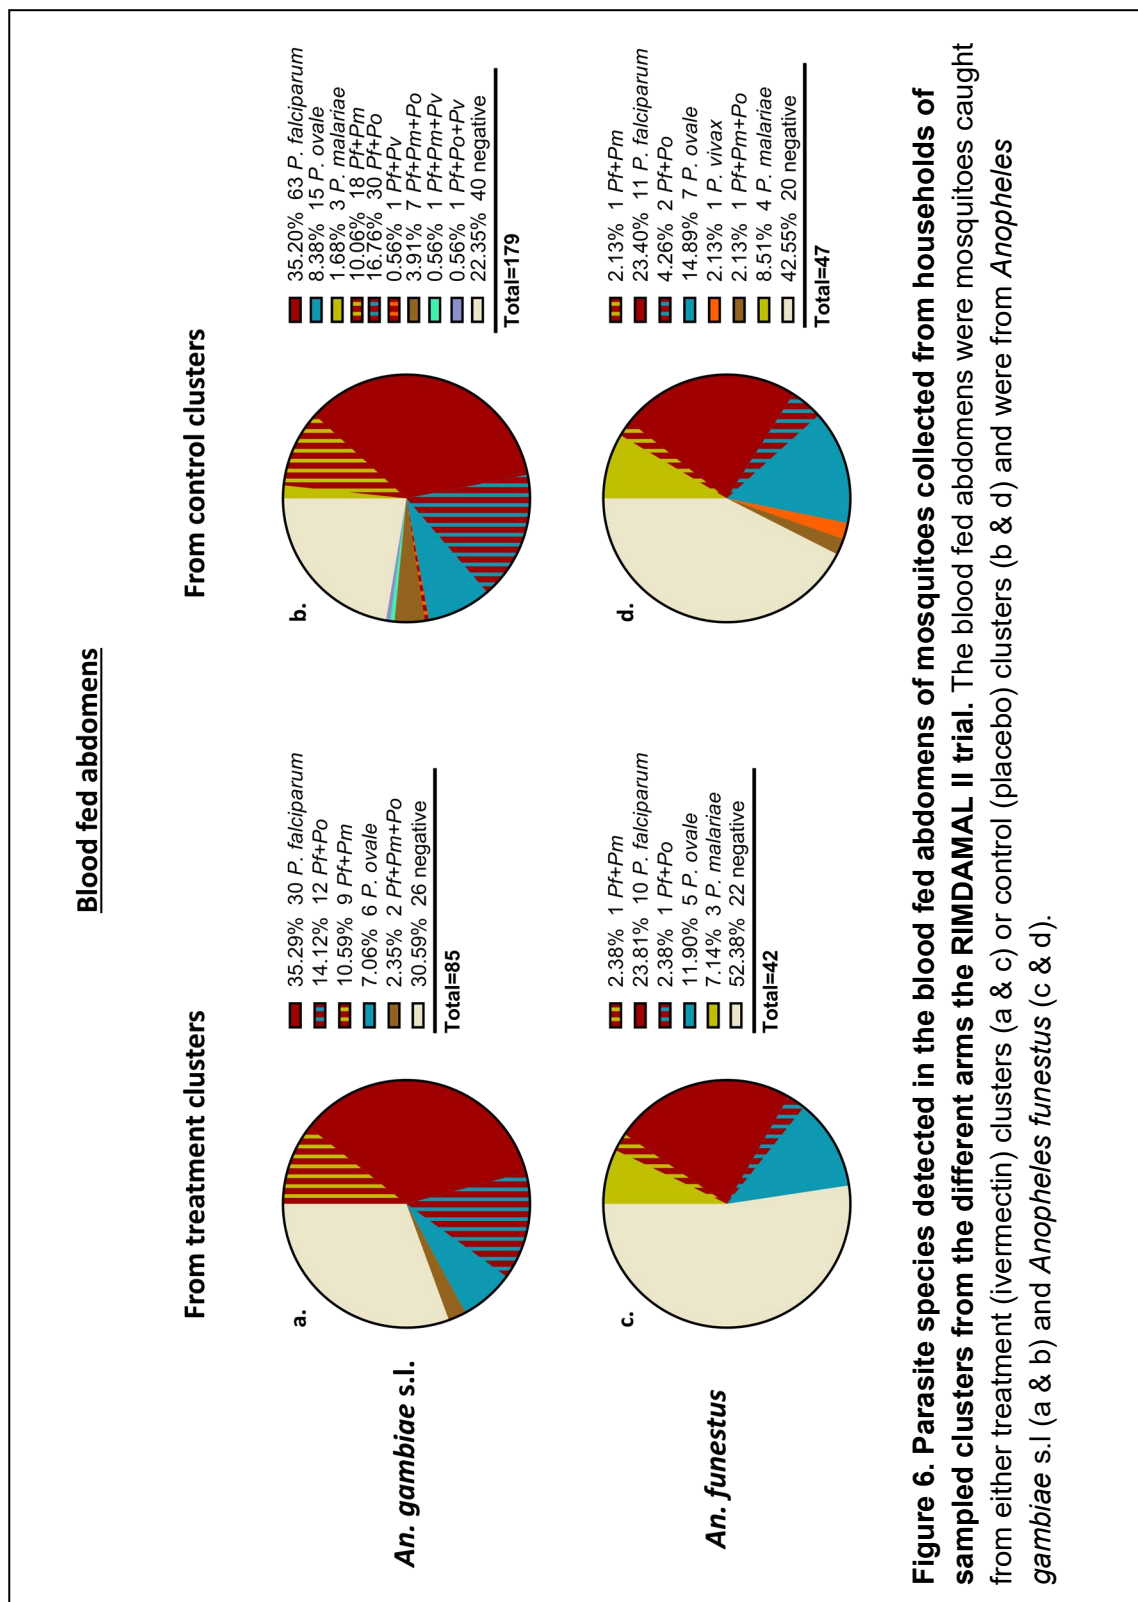 Blood fed abdomens
From treatment clusters
From control clusters
An. gambiae s.l.
a.
35.29% 30 P. falciparum
14.12% 12 Pf+Po
10.59% 9 Pf+Pm
7.06% 6 P. ovale
2.35% 2 Pf+Pm+Po
30.59% 26 negative
Total=85
b.
35.20% 63 P. falciparum
8.38% 15 P. ovale
1.68% 3 P. malariae
10.06% 18 Pf+Pm
16.76% 30 Pf+Po
0.56% 1 Pf+Pv
3.91% 7 Pf+Pm+Po
0.56% 1 Pf+Pm+Pv
0.56% 1 Pf+Po+Pv
22.35% 40 negative
Total=179
An. funestus
c.
2.38% 1 Pf+Pm
23.81% 10 P. falciparum
2.38% 1 Pf+Po
11.90% 5 P. ovale
7.14% 3 P. malariae
52.38% 22 negative
Total=42
d.
2.13% 1 Pf+Pm
23.40% 11 P. falciparum
4.26% 2 Pf+Po
14.89% 7 P. ovale
2.13% 1 P. vivax
2.13% 1 Pf+Pm+Po
8.51% 4 P. malariae
42.55% 20 negative
Total=47
Figure 6. Parasite species detected in the blood fed abdomens of mosquitoes collected from households of
sampled clusters from the different arms the RIMDAMAL II trial. The blood fed abdomens were mosquitoes caught
from either treatment (ivermectin) clusters (a & c) or control (placebo) clusters (b & d) and were from Anopheles
gambiae s.l (a & b) and Anopheles funestus (c & d).